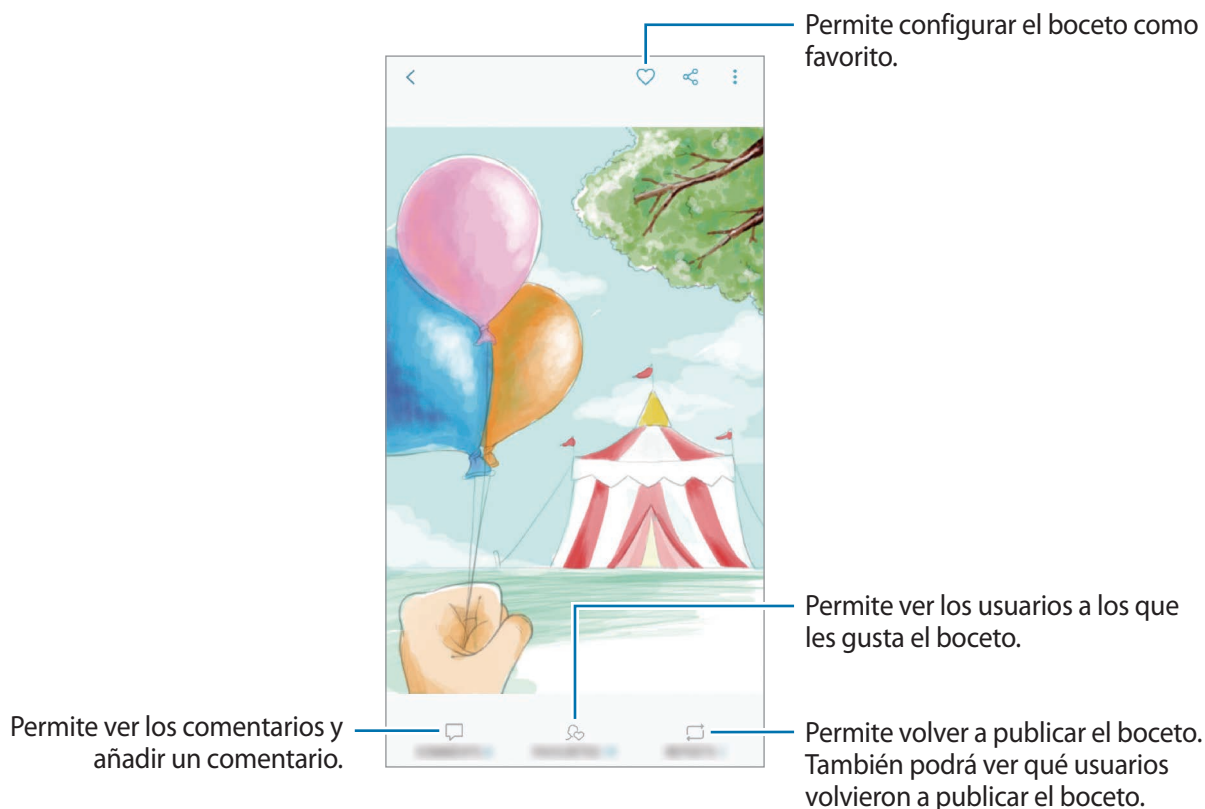 Permite configurar el boceto como
favorito.
Permite ver los usuarios a los que
les gusta el boceto.
Permite ver los comentarios y
añadir un comentario.
Permite volver a publicar el boceto.
También podrá ver qué usuarios
volvieron a publicar el boceto.